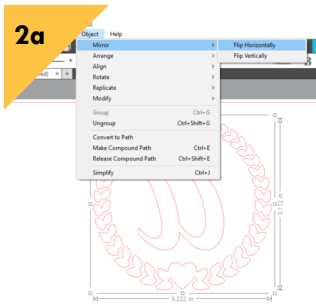 2a
Object Help
Mirror >
Flip Horizontally
Arrange >
Flip Vertically
Align >
Rotate >
Replicate >
Modify >
Group Ctrl+G
Ungroup Ctrl+Shift+G
Convert to Path
Make Compound Path Ctrl+E
Release Compound Path Ctrl+Shift+E
Simplify Ctrl+J
3.222 in